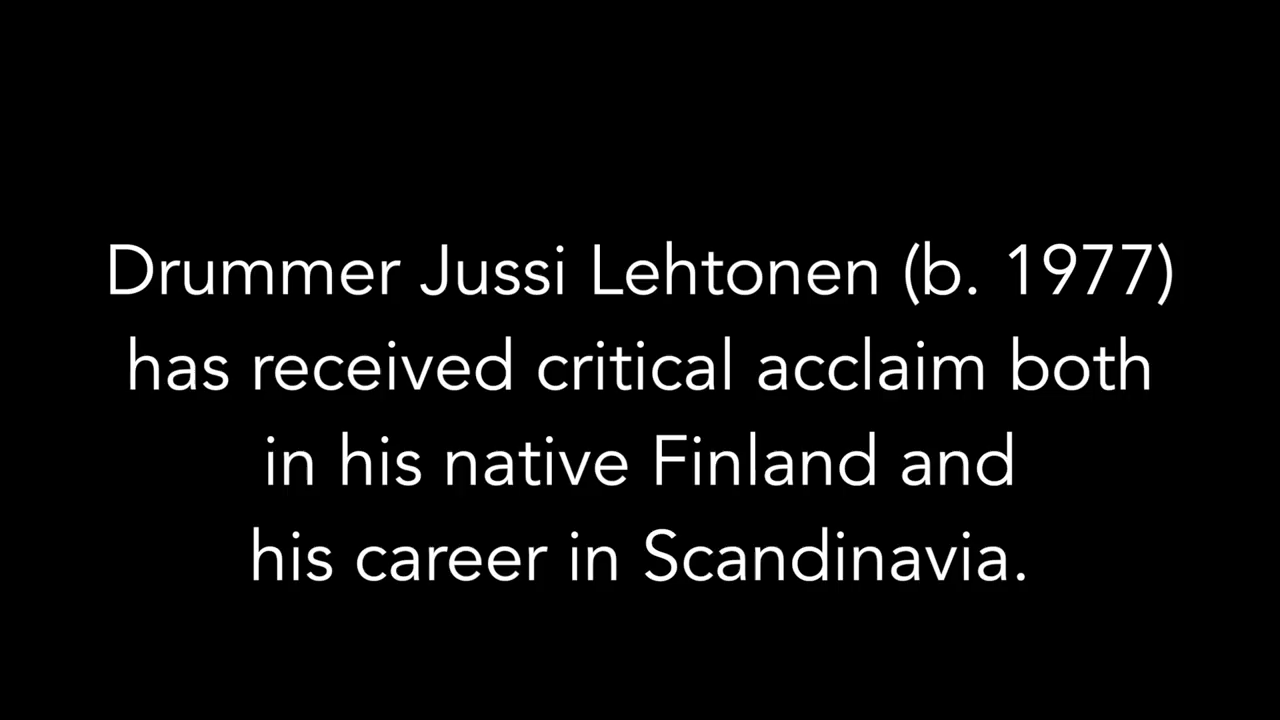 Drummer Jussi Lehtonen (b. 1977)
has received critical acclaim both
in his native Finland and
his career in Scandinavia.